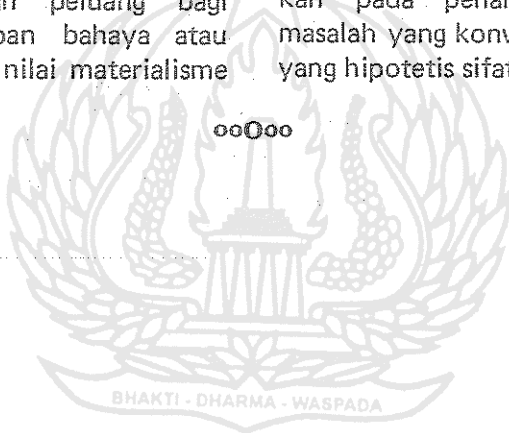 peluang bagi
bahaya atau
nilai materialisme
pada
masalah yang
yang hipotetis
ooOoo
BHAKTI - DHARMA - WASPADA